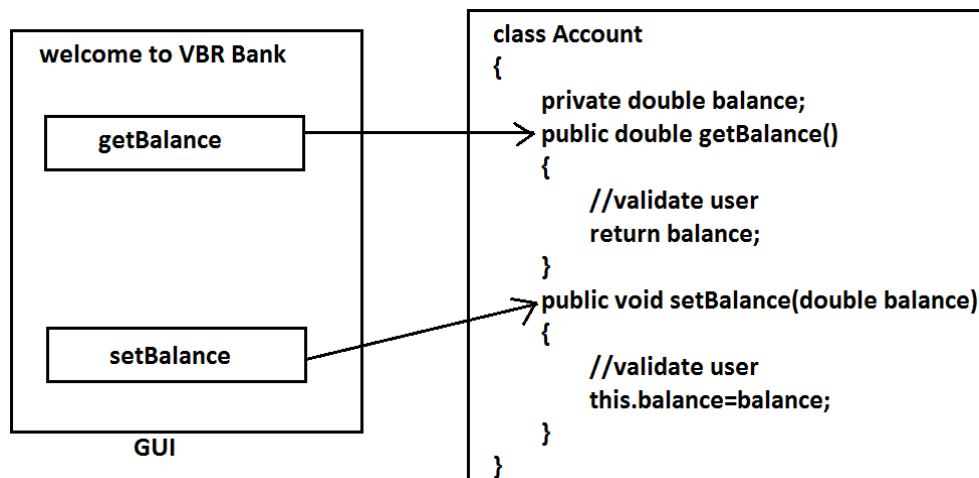 welcome to VBR Bank
getBalance
setBalance
GUI
class Account
{
private double balance;
public double getBalance()
{
//validate user
return balance;
}
public void setBalance(double balance)
{
//validate user
this.balance=balance;
}
}